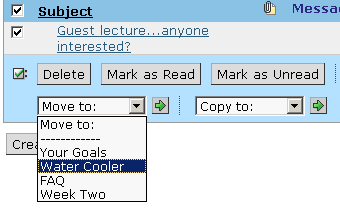 Subject Messa
Guest lecture...anyone
interested?
Delete Mark as Read Mark as Unread
Move to: Copy to:
Move to:
------------
Your Goals
Water Cooler
FAQ
Week Two
Crea